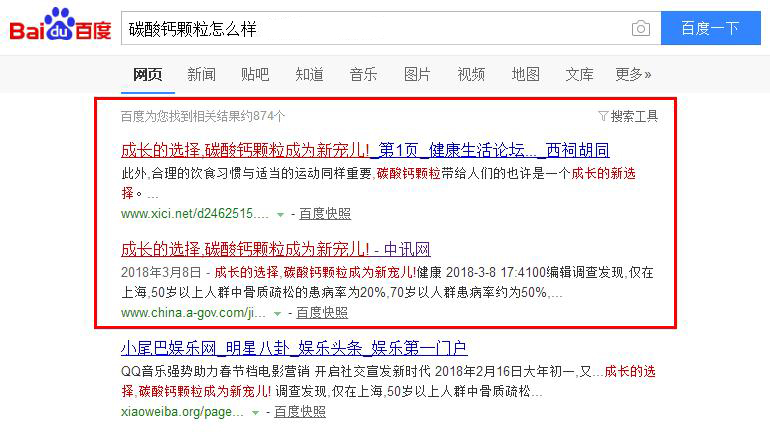 Bai du 百度 碳酸钙颗粒怎么样 百度一下
网页 新闻 贴吧 知道 音乐 图片 视频 地图 文库 更多»
百度为您找到相关结果约874个 搜索工具
成长的选择,碳酸钙颗粒成为新宠儿!_第1页_健康生活论坛..._西祠胡同
此外,合理的饮食习惯与适当的运动同样重要,碳酸钙颗粒带给人们的也许是一个成长的新选
择。...
www.xici.net/d2462515.... - 百度快照
成长的选择,碳酸钙颗粒成为新宠儿! - 中讯网
2018年3月8日 - 成长的选择,碳酸钙颗粒成为新宠儿!健康 2018-3-8 17:4100编辑调查发现,仅在
上海,50岁以上人群中骨质疏松的患病率为20%,70岁以上人群患病率约为50%,...
www.china.a-gov.com/ji... - 百度快照
小尾巴娱乐网_明星八卦_娱乐头条_娱乐第一门户
QQ音乐强势助力春节档电影营销 开启社交宣发新时代 2018年2月16日大年初一,又...成长的选
择,碳酸钙颗粒成为新宠儿! 调查发现,仅在上海,50岁以上人群中骨质疏松...
xiaoweiba.org/page... - 百度快照